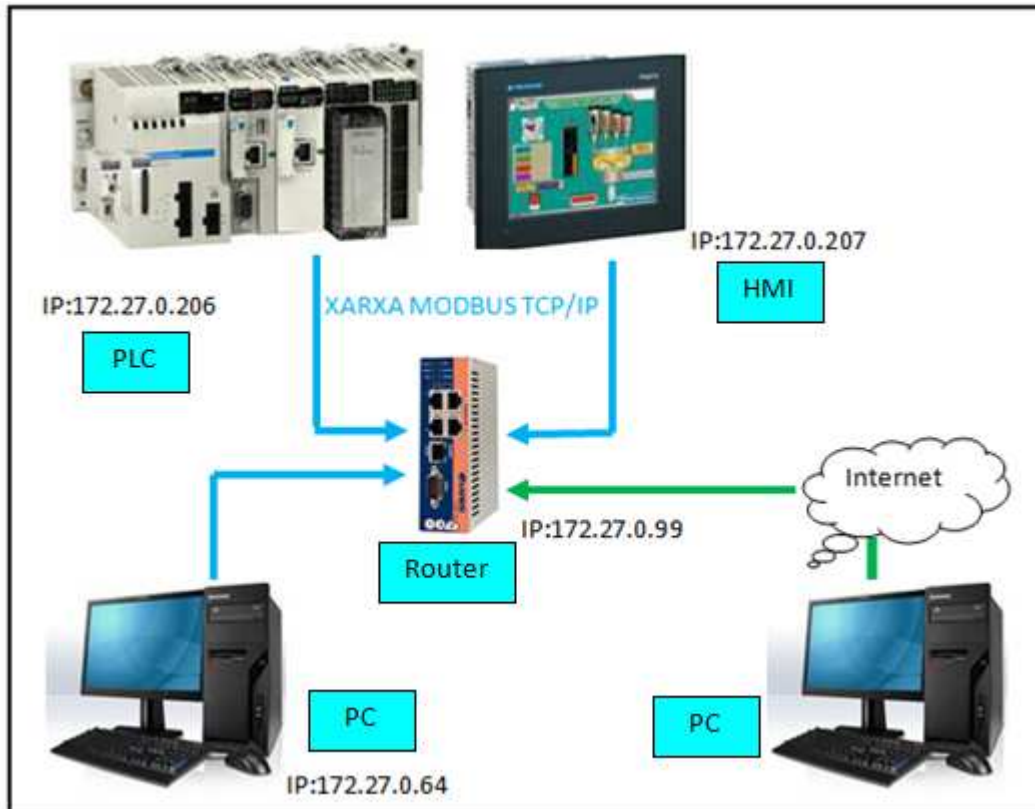 IP:172.27.0.207
HMI
IP:172.27.0.206
XARXA MODBUS TCP/IP
PLC
Internet
IP:172.27.0.99
Router
PC
PC
IP:172.27.0.64